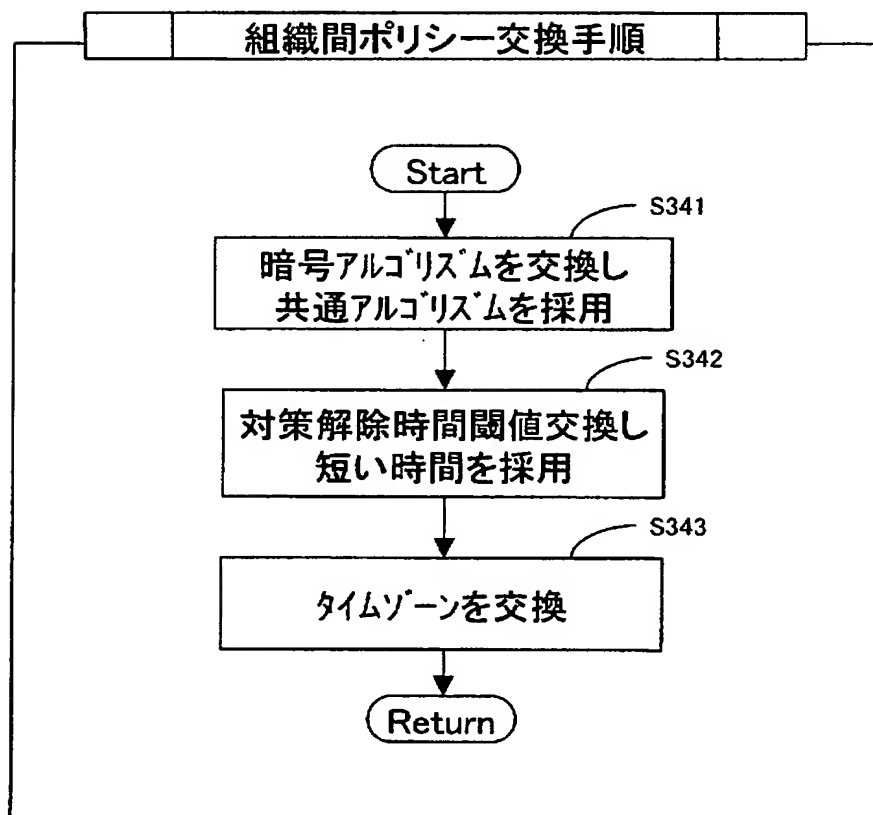 組織間ポリシー交換手順
Start
S341
暗号アルゴリズムを交換し
共通アルゴリズムを採用
S342
対策解除時間閾値交換し
短い時間を採用
S343
タイムゾーンを交換
Return